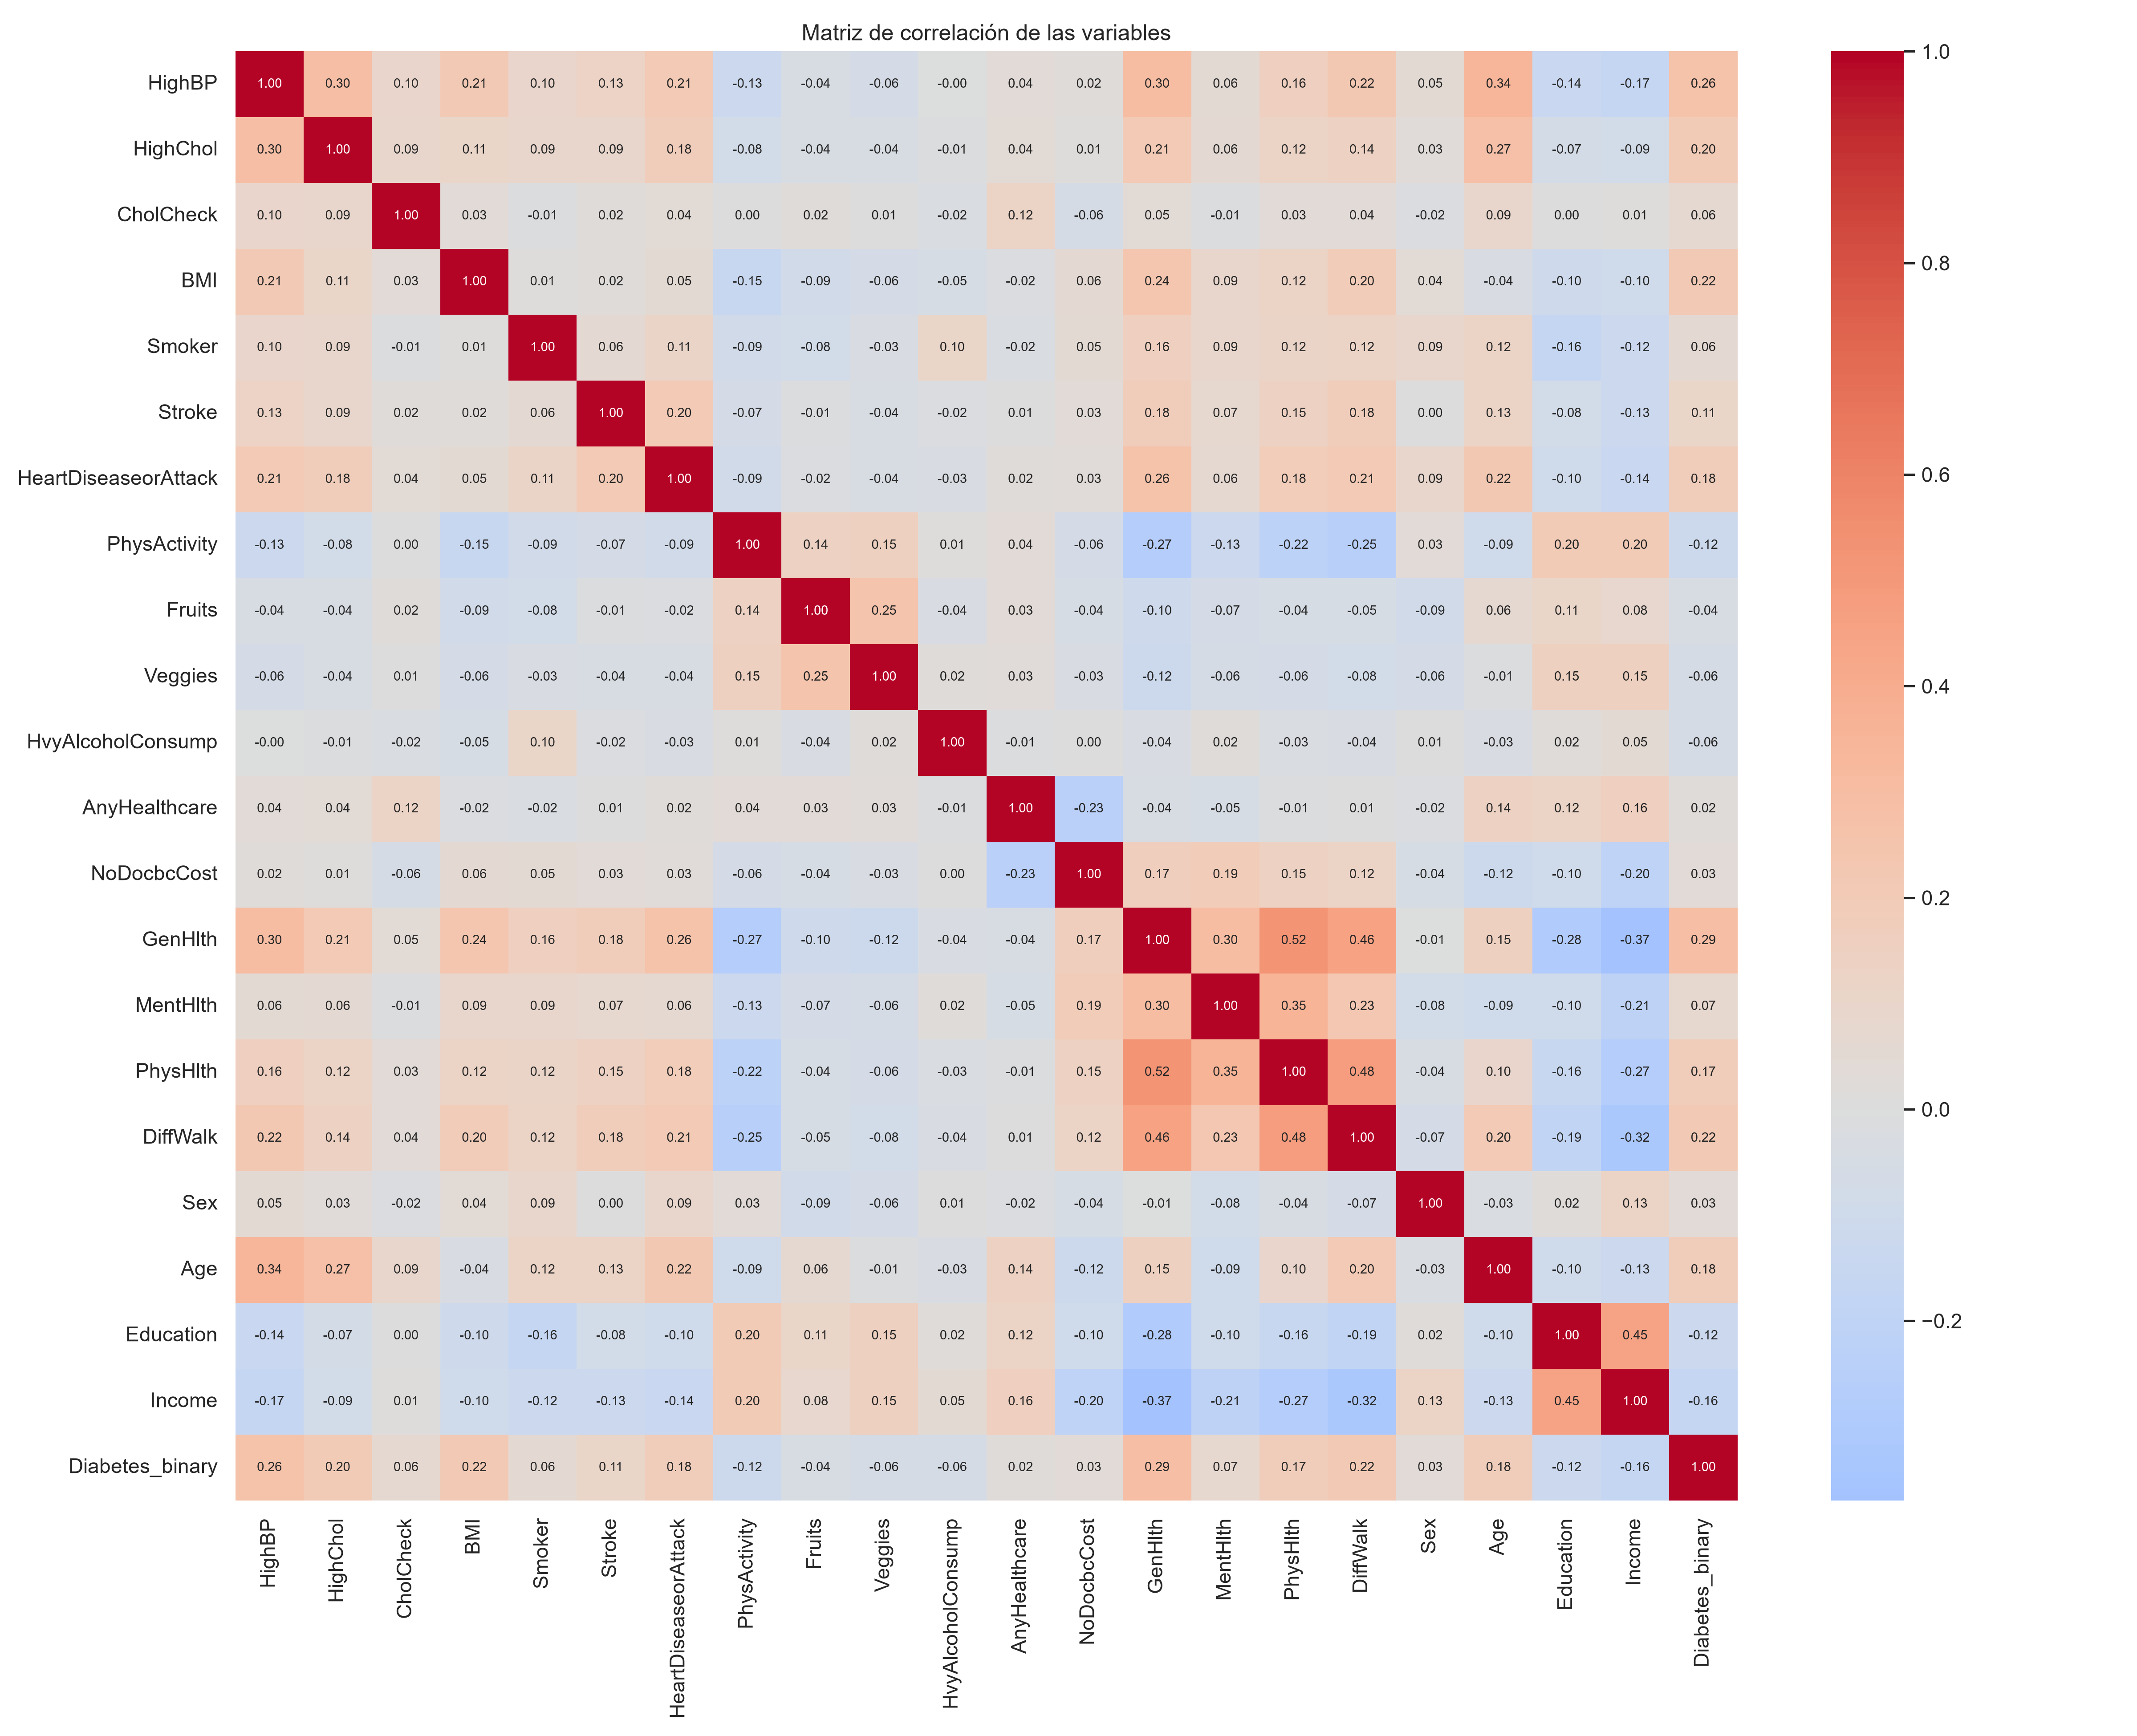 Matriz de correlación de las variables
HighBP 1.00 0.30 0.10 0.21 0.10 0.13 0.21 -0.13 -0.04 -0.06 -0.00 0.04 0.02 0.30 0.06 0.16 0.22 0.05 0.34 -0.14 -0.17 0.26
HighChol 0.30 1.00 0.09 0.11 0.09 0.09 0.18 -0.08 -0.04 -0.04 -0.01 0.04 0.01 0.21 0.06 0.12 0.14 0.03 0.27 -0.07 -0.09 0.20
CholCheck 0.10 0.09 1.00 0.03 -0.01 0.02 0.04 0.00 0.02 0.01 -0.02 0.12 -0.06 0.05 -0.01 0.03 0.04 -0.02 0.09 0.00 0.01 0.06
BMI 0.21 0.11 0.03 1.00 0.01 0.02 0.05 -0.15 -0.09 -0.06 -0.05 -0.02 0.06 0.24 0.09 0.12 0.20 0.04 -0.04 -0.10 -0.10 0.22
Smoker 0.10 0.09 -0.01 0.01 1.00 0.06 0.11 -0.09 -0.08 -0.03 0.10 -0.02 0.05 0.16 0.09 0.12 0.12 0.09 0.12 -0.16 -0.12 0.06
Stroke 0.13 0.09 0.02 0.02 0.06 1.00 0.20 -0.07 -0.01 -0.04 -0.02 0.01 0.03 0.18 0.07 0.15 0.18 0.00 0.13 -0.08 -0.13 0.11
HeartDiseaseorAttack 0.21 0.18 0.04 0.05 0.11 0.20 1.00 -0.09 -0.02 -0.04 -0.03 0.02 0.03 0.26 0.06 0.18 0.21 0.09 0.22 -0.10 -0.14 0.18
PhysActivity -0.13 -0.08 0.00 -0.15 -0.09 -0.07 -0.09 1.00 0.14 0.15 0.01 0.04 -0.06 -0.27 -0.13 -0.22 -0.25 0.03 -0.09 0.20 0.20 -0.12
Fruits -0.04 -0.04 0.02 -0.09 -0.08 -0.01 -0.02 0.14 1.00 0.25 -0.04 0.03 -0.04 -0.10 -0.07 -0.04 -0.05 -0.09 0.06 0.11 0.08 -0.04
Veggies -0.06 -0.04 0.01 -0.06 -0.03 -0.04 -0.04 0.15 0.25 1.00 0.02 0.03 -0.03 -0.12 -0.06 -0.06 -0.08 -0.06 -0.01 0.15 0.15 -0.06
HvyAlcoholConsump -0.00 -0.01 -0.02 -0.05 0.10 -0.02 -0.03 0.01 -0.04 0.02 1.00 -0.01 0.00 -0.04 0.02 -0.03 -0.04 0.01 -0.03 0.02 0.05 -0.06
AnyHealthcare 0.04 0.04 0.12 -0.02 -0.02 0.01 0.02 0.04 0.03 0.03 -0.01 1.00 -0.23 -0.04 -0.05 -0.01 0.01 -0.02 0.14 0.12 0.16 0.02
NoDocbcCost 0.02 0.01 -0.06 0.06 0.05 0.03 0.03 -0.06 -0.04 -0.03 0.00 -0.23 1.00 0.17 0.19 0.15 0.12 -0.04 -0.12 -0.10 -0.20 0.03
GenHlth 0.30 0.21 0.05 0.24 0.16 0.18 0.26 -0.27 -0.10 -0.12 -0.04 -0.04 0.17 1.00 0.30 0.52 0.46 -0.01 0.15 -0.28 -0.37 0.29
MentHlth 0.06 0.06 -0.01 0.09 0.09 0.07 0.06 -0.13 -0.07 -0.06 0.02 -0.05 0.19 0.30 1.00 0.35 0.23 -0.08 -0.09 -0.10 -0.21 0.07
PhysHlth 0.16 0.12 0.03 0.12 0.12 0.15 0.18 -0.22 -0.04 -0.06 -0.03 -0.01 0.15 0.52 0.35 1.00 0.48 -0.04 0.10 -0.16 -0.27 0.17
DiffWalk 0.22 0.14 0.04 0.20 0.12 0.18 0.21 -0.25 -0.05 -0.08 -0.04 0.01 0.12 0.46 0.23 0.48 1.00 -0.07 0.20 -0.19 -0.32 0.22
Sex 0.05 0.03 -0.02 0.04 0.09 0.00 0.09 0.03 -0.09 -0.06 0.01 -0.02 -0.04 -0.01 -0.08 -0.04 -0.07 1.00 -0.03 0.02 0.13 0.03
Age 0.34 0.27 0.09 -0.04 0.12 0.13 0.22 -0.09 0.06 -0.01 -0.03 0.14 -0.12 0.15 -0.09 0.10 0.20 -0.03 1.00 -0.10 -0.13 0.18
Education -0.14 -0.07 0.00 -0.10 -0.16 -0.08 -0.10 0.20 0.11 0.15 0.02 0.12 -0.10 -0.28 -0.10 -0.16 -0.19 0.02 -0.10 1.00 0.45 -0.12
Income -0.17 -0.09 0.01 -0.10 -0.12 -0.13 -0.14 0.20 0.08 0.15 0.05 0.16 -0.20 -0.37 -0.21 -0.27 -0.32 0.13 -0.13 0.45 1.00 -0.16
Diabetes_binary 0.26 0.20 0.06 0.22 0.06 0.11 0.18 -0.12 -0.04 -0.06 -0.06 0.02 0.03 0.29 0.07 0.17 0.22 0.03 0.18 -0.12 -0.16 1.00
HighBP
HighChol
CholCheck
BMI
Smoker
Stroke
HeartDiseaseorAttack
PhysActivity
Fruits
Veggies
HvyAlcoholConsump
AnyHealthcare
NoDocbcCost
GenHlth
MentHlth
PhysHlth
DiffWalk
Sex
Age
Education
Income
Diabetes_binary
1.0
0.8
0.6
0.4
0.2
0.0
−0.2